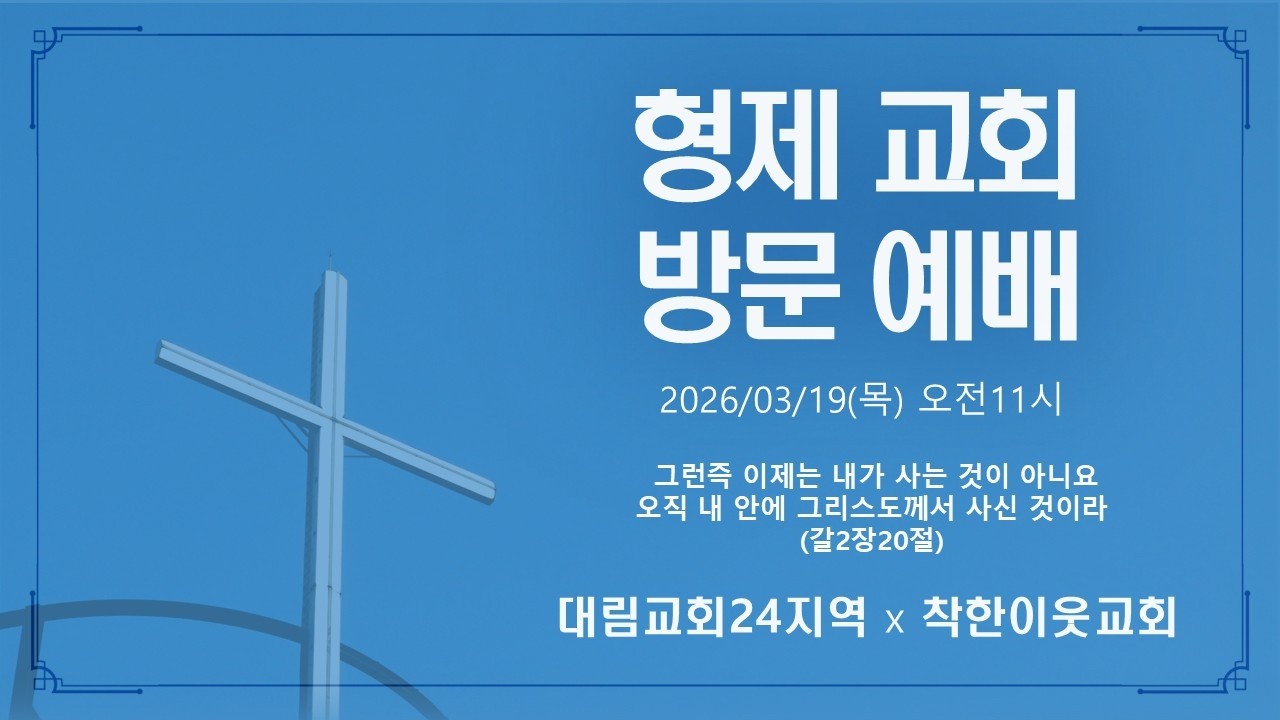 형제 교회
방문 예배
2026/03/19(목) 오전11시
그런즉 이제는 내가 사는 것이 아니요
오직 내 안에 그리스도께서 사신 것이라
(갈2장20절)
대림교회24지역 x 착한이웃교회